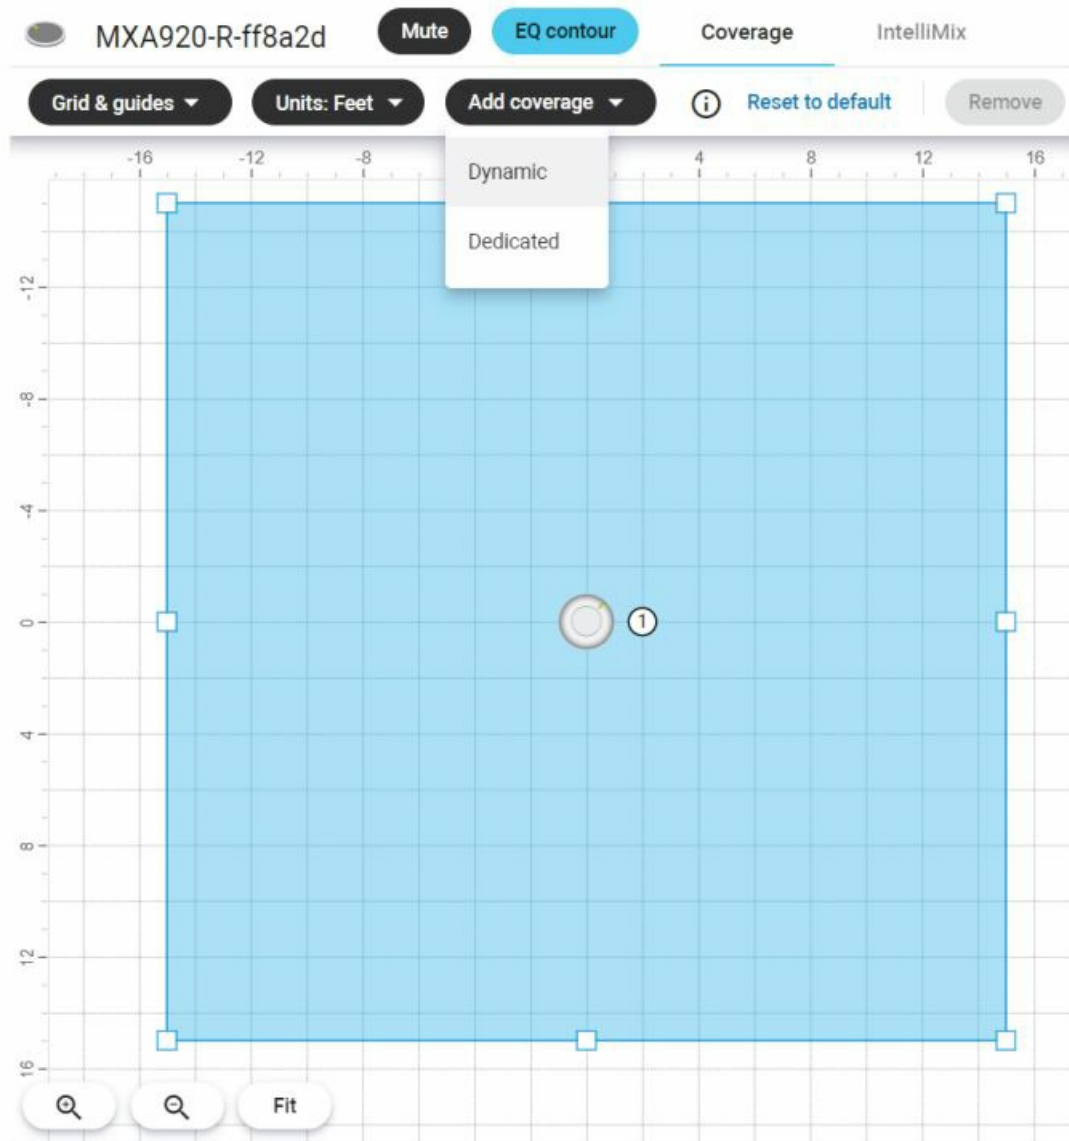 MXA920-R-ff8a2d
Mute
EQ contour
Coverage
IntelliMix
Grid & guides
Units: Feet
Add coverage
Reset to default
Remove
-16 -12 -8 4 8 12 16
Dynamic
Dedicated
-12
-8
-4
0
1
4
8
12
16
Fit